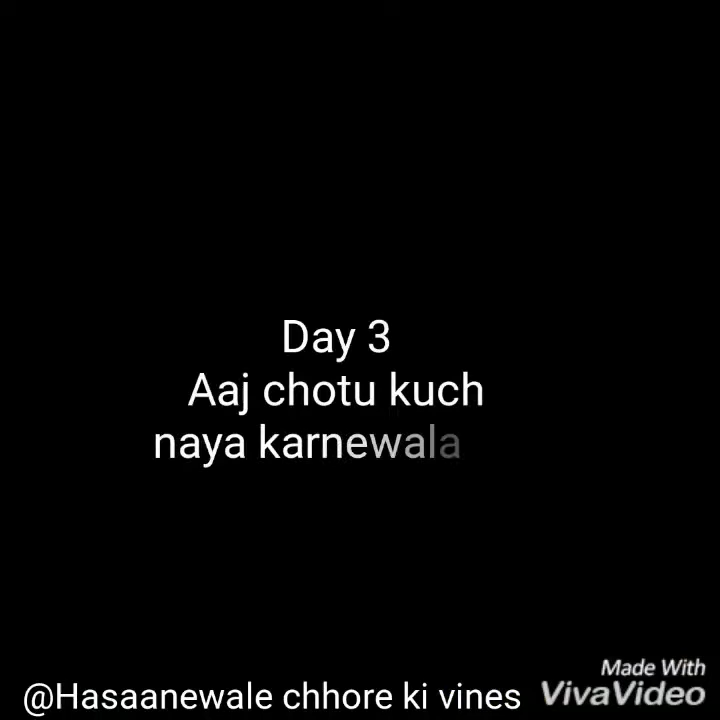 Day 3
Aaj chotu kuch
naya karnewala
Made With
@Hasaanewale chhore ki vines VivaVideo